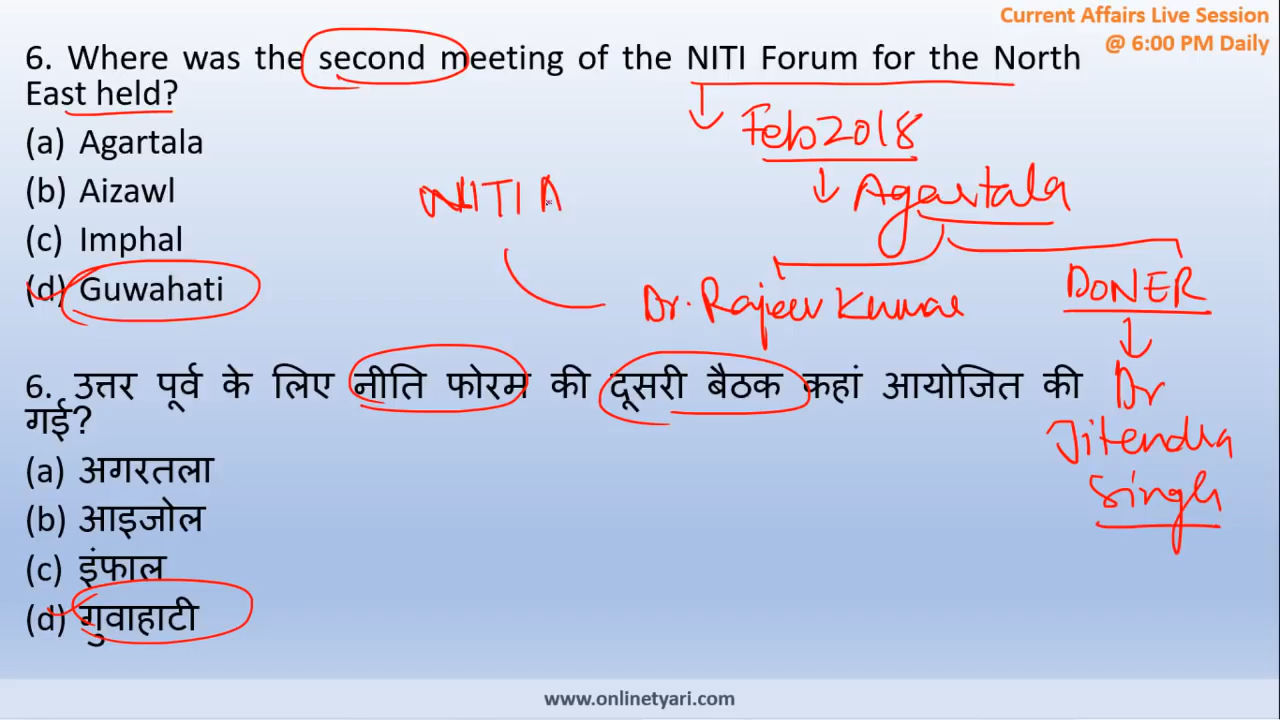 Current Affairs Live Session
@ 6:00 PM Daily
6. Where was the second meeting of the NITI Forum for the North
East held?
Feb 2018
(a) Agartala
(b) Aizawl
NITI A
Agartala
(c) Imphal
(d) Guwahati
Dr. Rajeev Kumar
DONER
6. उत्तर पूर्व के लिए नीति फोरम की दूसरी बैठक कहां आयोजित की
गई?
Dr
Jitendra
Singh
(a) अगरतला
(b) आइजोल
(c) इंफाल
(d) गुवाहाटी
www.onlinetyari.com